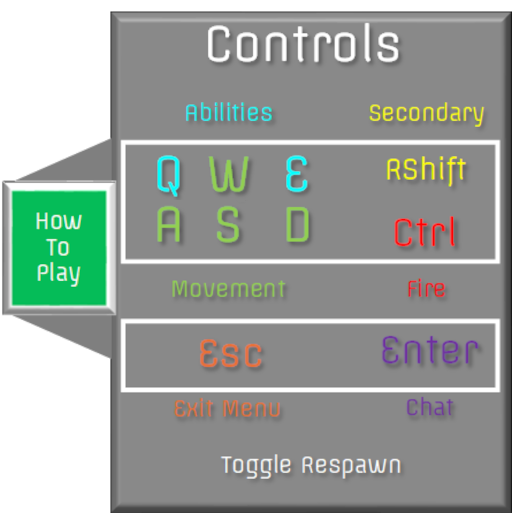 Controls
Abilities Secondary
Q W E RShift
A S D Ctrl
How
To
Play
Movement Fire
Esc Enter
Exit Menu Chat
Toggle Respawn